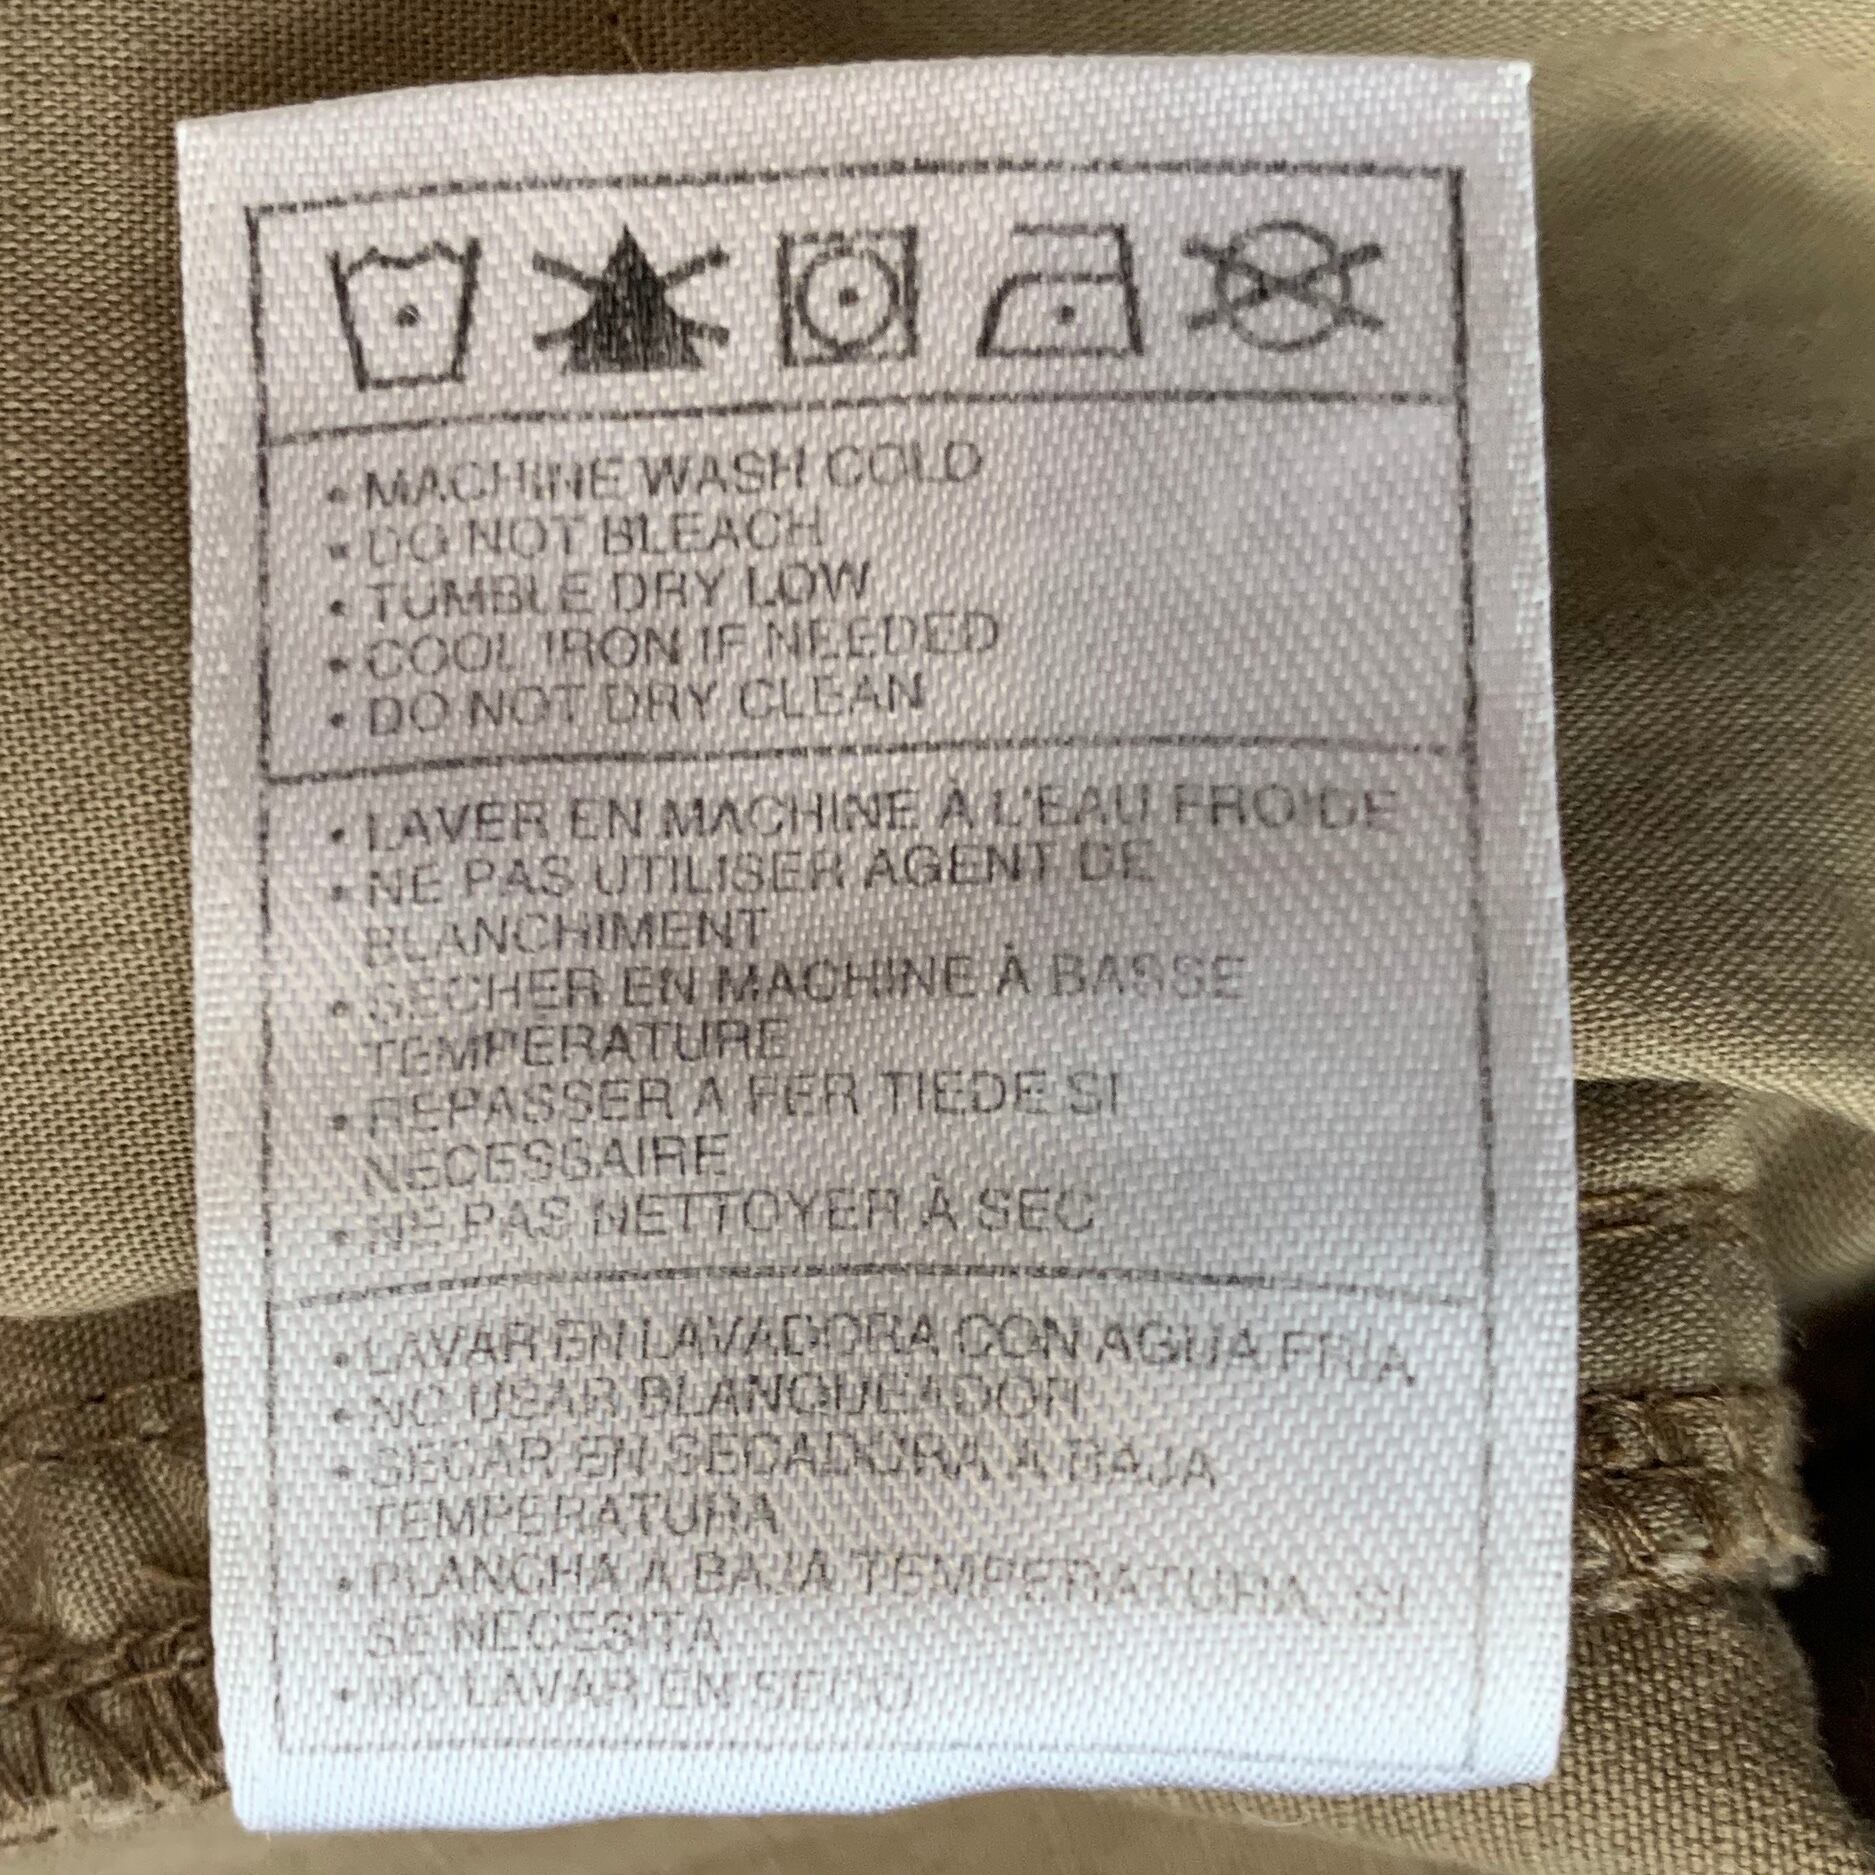 • MACHINE WASH COLD
• DO NOT BLEACH
• TUMBLE DRY LOW
• COOL IRON IF NEEDED
• DO NOT DRY CLEAN
• LAVER EN MACHINE À L'EAU FROIDE
• NE PAS UTILISER AGENT DE
BLANCHIMENT
• SECHER EN MACHINE À BASSE
TEMPERATURE
• REPASSER A FER TIEDE SI
NECESSAIRE
• NE PAS NETTOYER À SEC
• LAVAR EN LAVADORA CON AGUA FRIA
• NO USAR BLANQUEADOR
• SECAR EN SECADORA A BAJA
TEMPERATURA
• PLANCHA A BAJA TEMPERATURA, SI
SE NECESITA
• NO LAVAR EN SECO